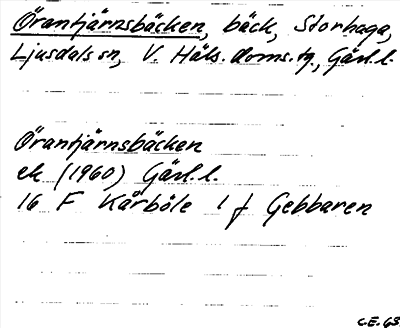 Örantjärnsbäcken, bäck, Storhaga,
Ljusdals sn, V. Häls. doms.tg., Gävl.l.
Örantjärnsbäcken
ek (1960) Gävl.l.
16 F Kårböle 1 f Gebbaren
C.E. 63